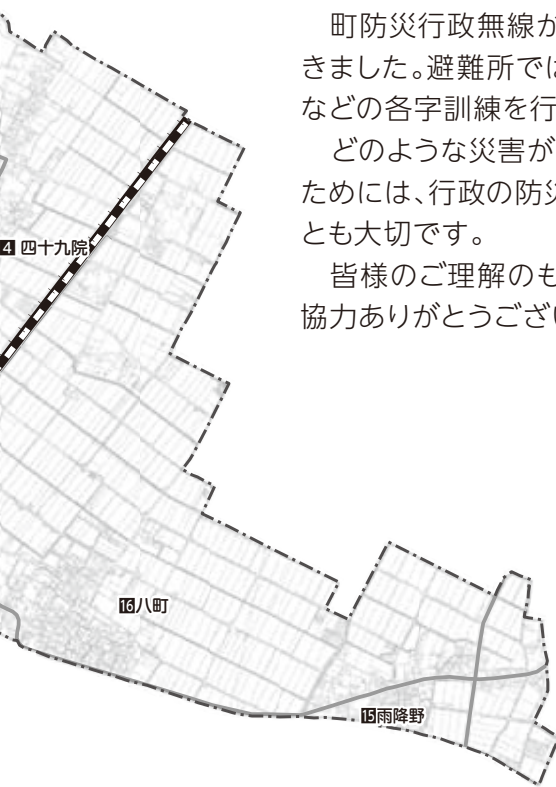 町防災行政無線が
きました。避難所では
などの各字訓練を行
どのような災害が
ためには、行政の防災
とも大切です。
皆様のご理解のも
協力ありがとうござい
4 四十九院
16 八町
15 雨降野